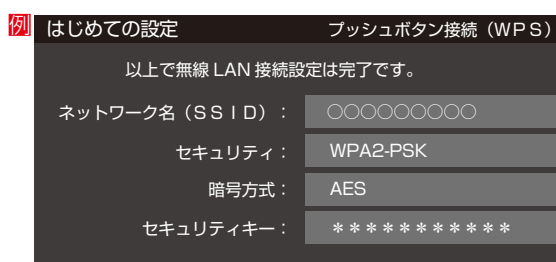 例 はじめての設定 プッシュボタン接続（WPS）
以上で無線 LAN 接続設定は完了です。
ネットワーク名（SSID）： ○○○○○○○○○
セキュリティ： WPA2-PSK
暗号方式： AES
セキュリティキー： ＊＊＊＊＊＊＊＊＊＊＊